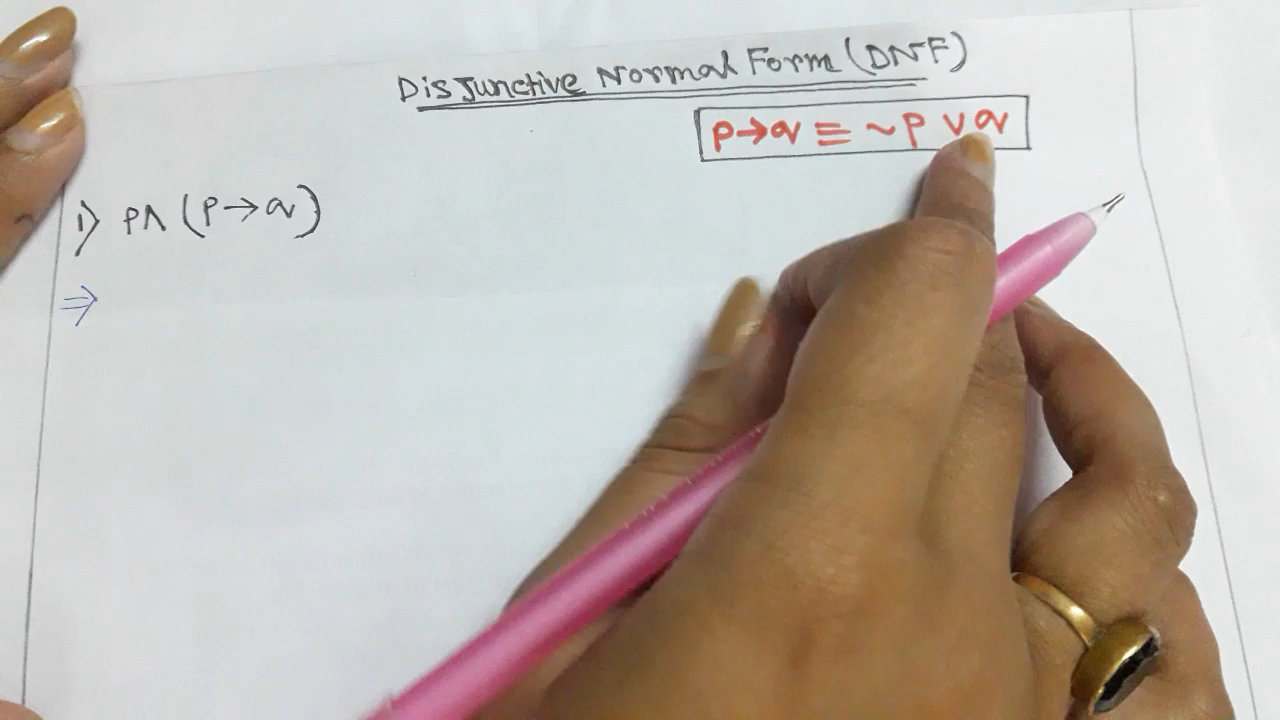 Disjunctive Normal Form (DNF)
p→q ≡ ~p ∨ q
1) p∧(p→q)
⇒